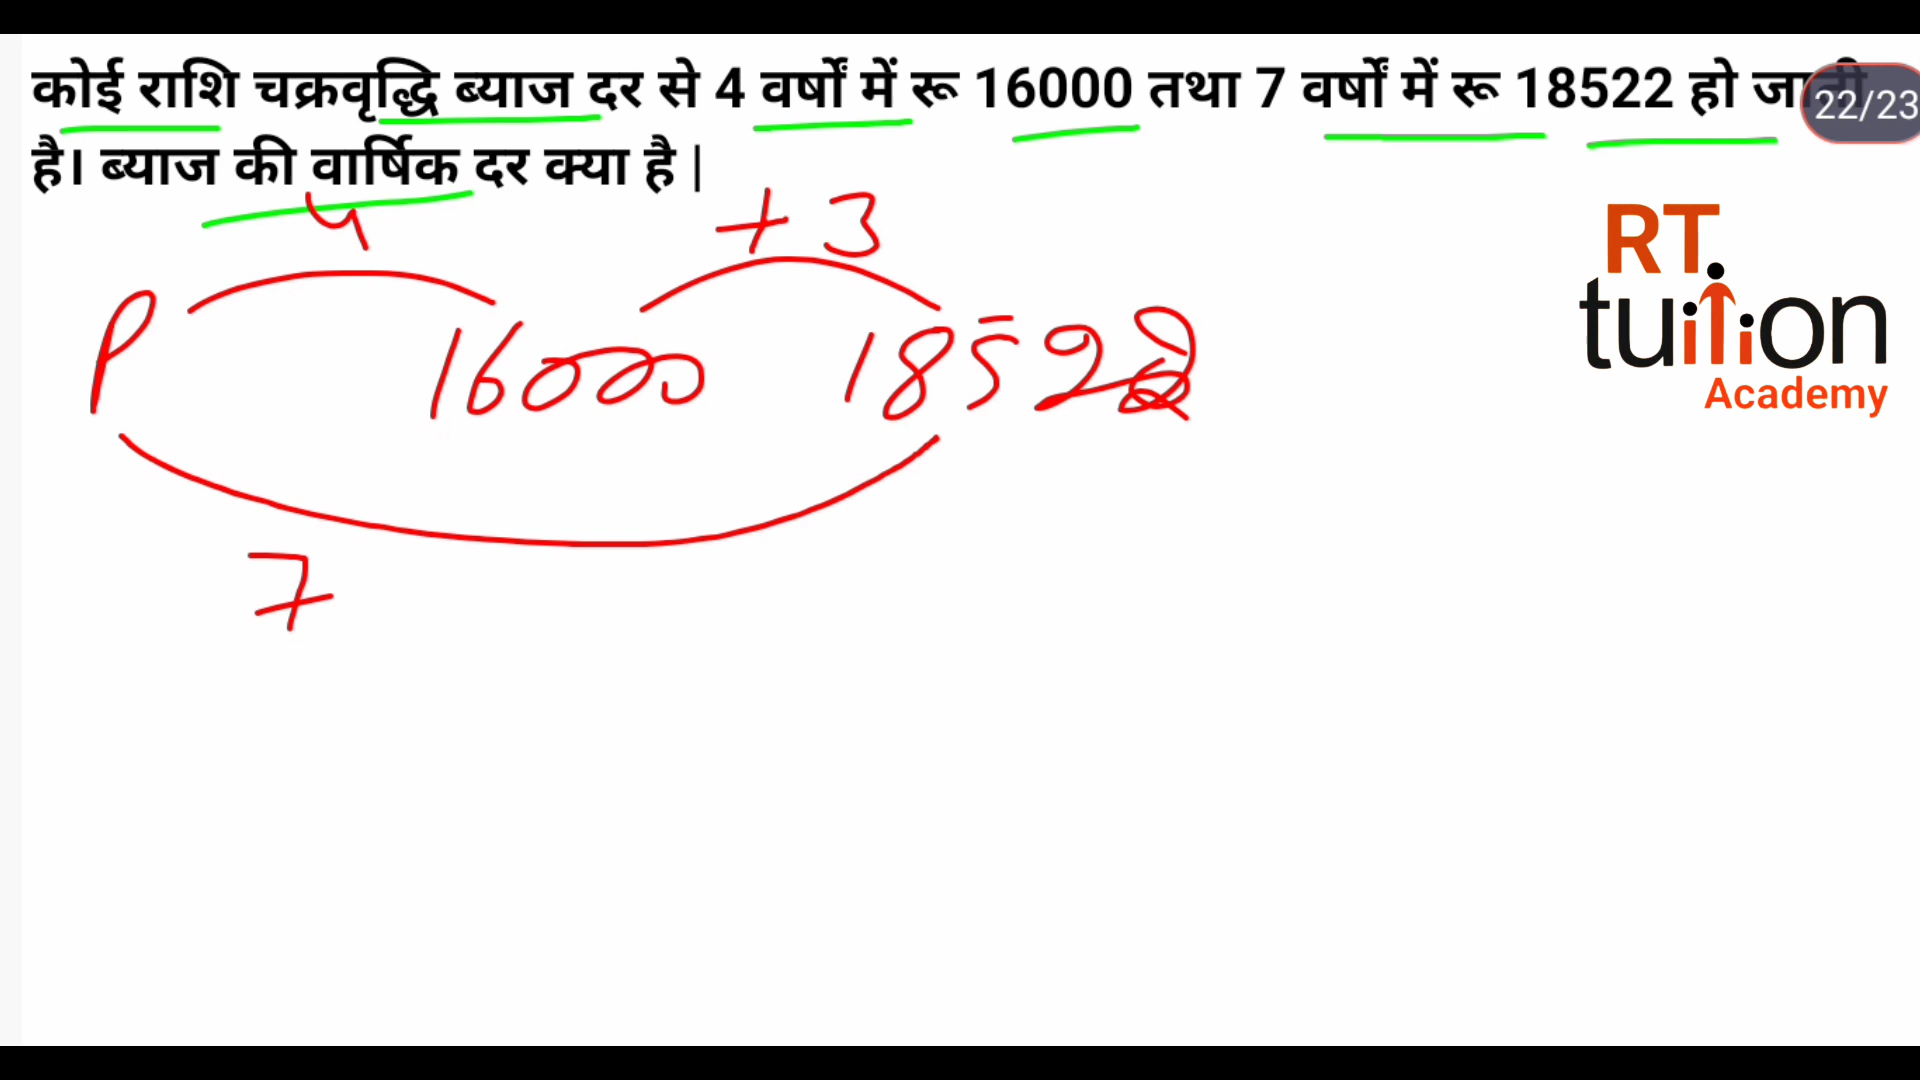 कोई राशि चक्रवृद्धि ब्याज दर से 4 वर्षों में रू 16000 तथा 7 वर्षों में रू 18522 हो जाती
22/23
है। ब्याज की वार्षिक दर क्या है |
4
+3
P 16000 18522
7
RT
tuition
Academy